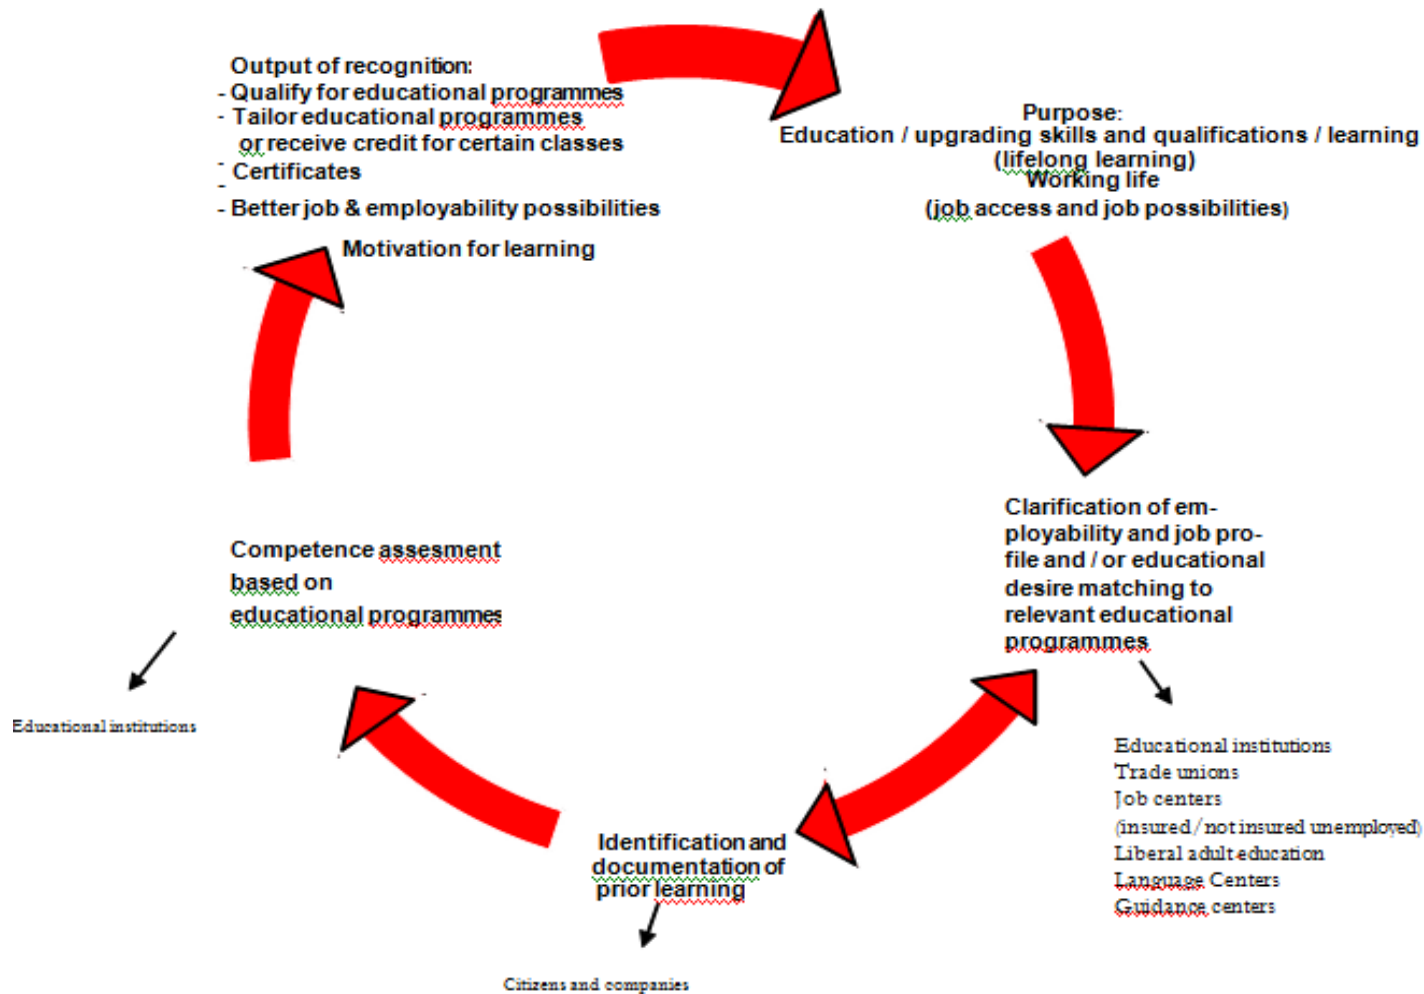 Output of recognition:
- Qualify for educational programmes
- Tailor educational programmes
or receive credit for certain classes
-
- Certificates
- Better job & employability possibilities
Motivation for learning
Purpose:
Education / upgrading skills and qualifications / learning
(lifelong learning)
Working life
(job access and job possibilities)
Clarification of em-
ployability and job pro-
file and / or educational
desire matching to
relevant educational
programmes
Educational institutions
Trade unions
Job centers
(insured/not insured unemployed)
Liberal adult education
Language Centers
Guidance centers
Identification and
documentation of
prior learning
Citizens and companies
Competence assesment
based on
educational programmes
Educational institutions